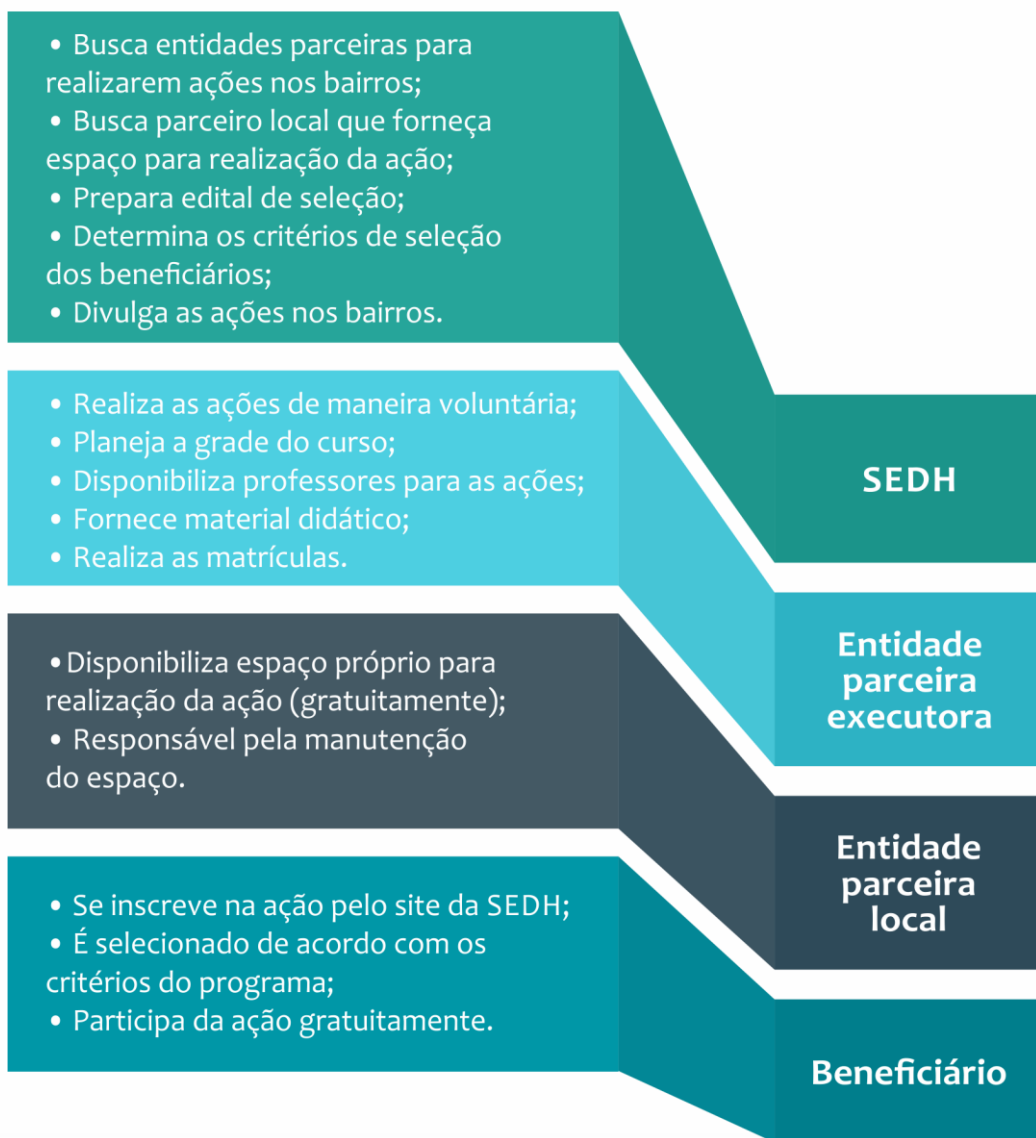 • Busca entidades parceiras para
realizarem ações nos bairros;
• Busca parceiro local que forneça
espaço para realização da ação;
• Prepara edital de seleção;
• Determina os critérios de seleção
dos beneficiários;
• Divulga as ações nos bairros.
SEDH
• Realiza as ações de maneira voluntária;
• Planeja a grade do curso;
• Disponibiliza professores para as ações;
• Fornece material didático;
• Realiza as matrículas.
Entidade
parceira
executora
•Disponibiliza espaço próprio para
realização da ação (gratuitamente);
• Responsável pela manutenção
do espaço.
Entidade
parceira
local
• Se inscreve na ação pelo site da SEDH;
• É selecionado de acordo com os
critérios do programa;
• Participa da ação gratuitamente.
Beneficiário